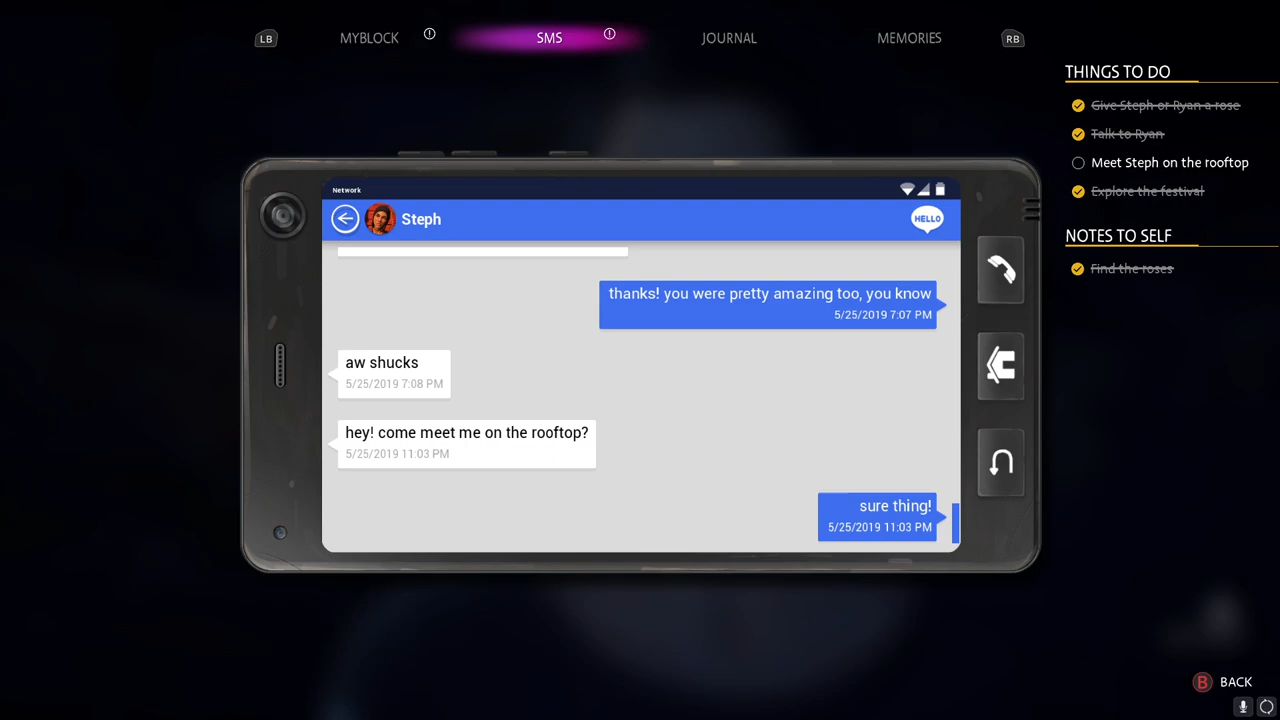 LB
MYBLOCK
SMS
JOURNAL
MEMORIES
RB
THINGS TO DO
Give Steph or Ryan a rose
Talk to Ryan
Meet Steph on the rooftop
Explore the festival
NOTES TO SELF
Find the roses
Network
Steph
HELLO
thanks! you were pretty amazing too, you know
5/25/2019 7:07 PM
aw shucks
5/25/2019 7:08 PM
hey! come meet me on the rooftop?
5/25/2019 11:03 PM
sure thing!
5/25/2019 11:03 PM
B BACK